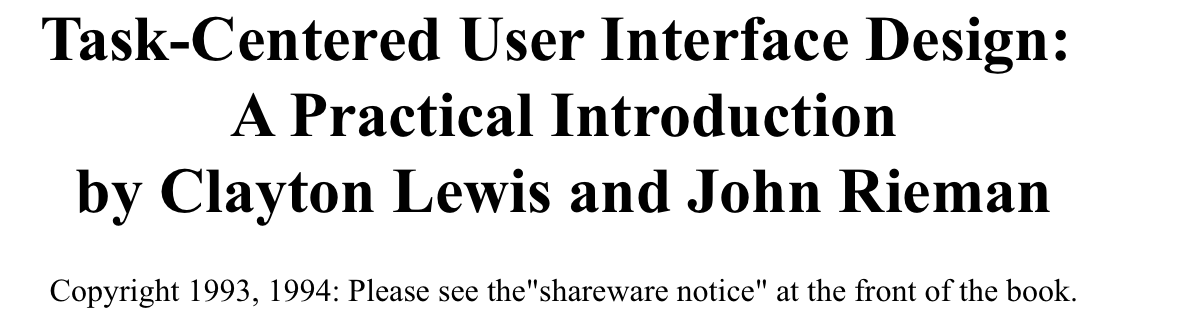 Task-Centered User Interface Design:
A Practical Introduction
by Clayton Lewis and John Rieman
Copyright 1993, 1994: Please see the"shareware notice" at the front of the book.